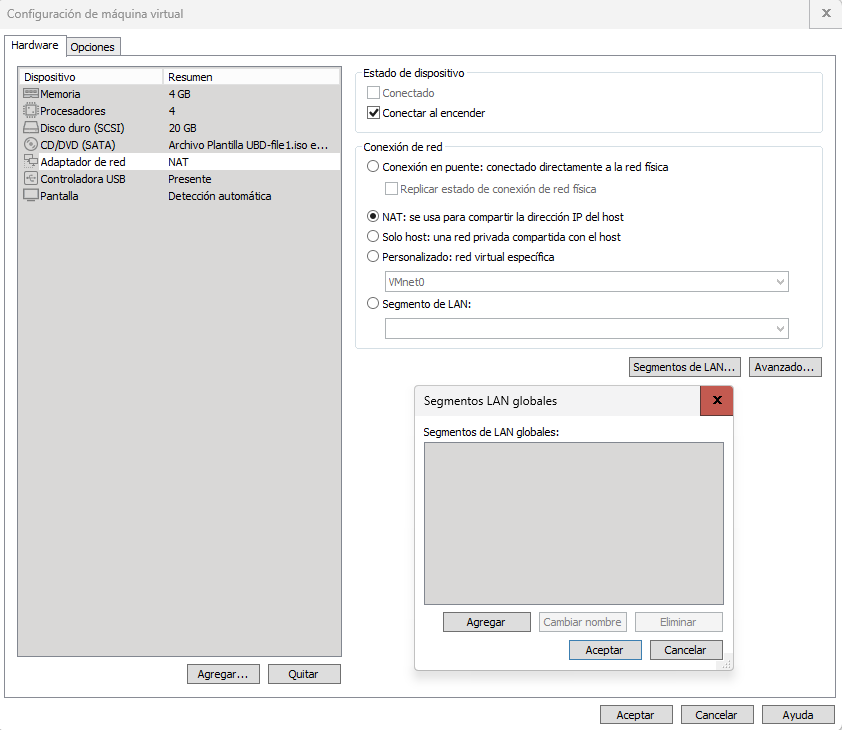 Configuración de máquina virtual
Hardware
Opciones
Dispositivo Resumen
Memoria 4 GB
Procesadores 4
Disco duro (SCSI) 20 GB
CD/DVD (SATA) Archivo Plantilla UBD-file1.iso e...
Adaptador de red NAT
Controladora USB Presente
Pantalla Detección automática
Agregar...
Quitar
Estado de dispositivo
Conectado
Conectar al encender
Conexión de red
Conexión en puente: conectado directamente a la red física
Replicar estado de conexión de red física
NAT: se usa para compartir la dirección IP del host
Solo host: una red privada compartida con el host
Personalizado: red virtual específica
VMnet0
Segmento de LAN:
Segmentos de LAN...
Avanzado...
Segmentos LAN globales
Segmentos de LAN globales:
Agregar
Cambiar nombre
Eliminar
Aceptar
Cancelar
Aceptar
Cancelar
Ayuda